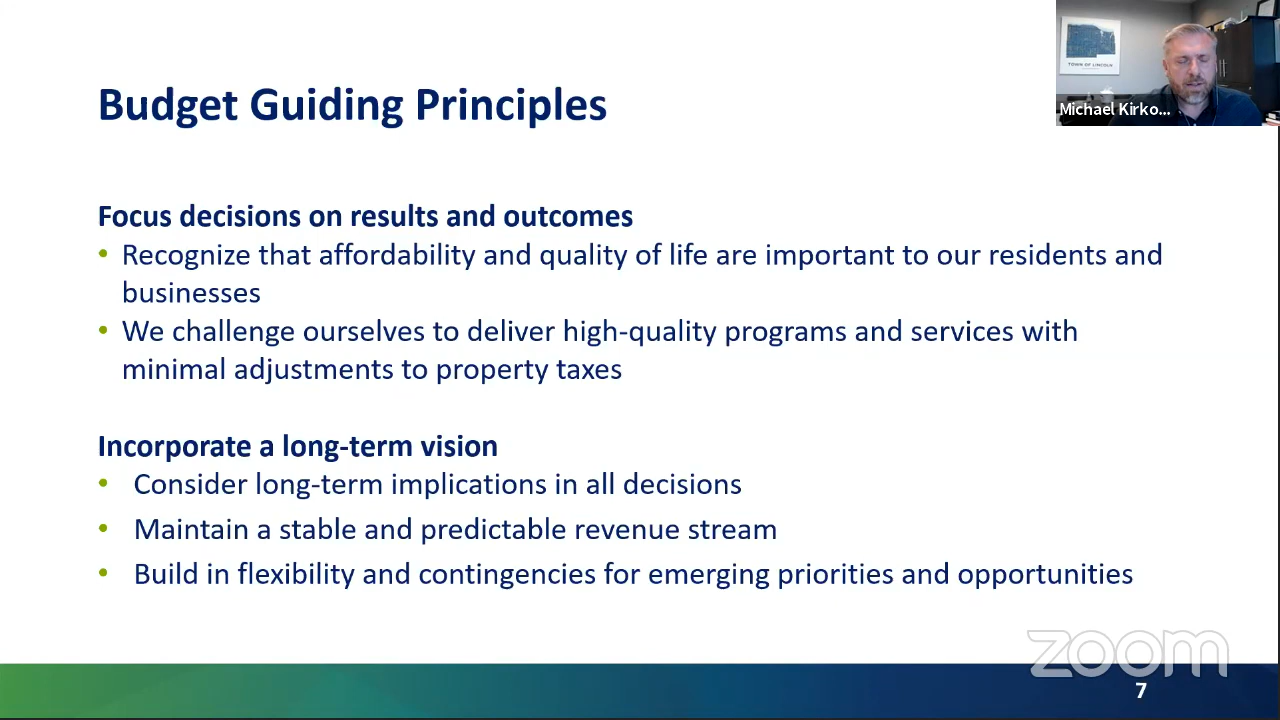 Budget Guiding Principles
TOWN OF LINCOLN
Michael Kirko...
Focus decisions on results and outcomes
• Recognize that affordability and quality of life are important to our residents and
businesses
• We challenge ourselves to deliver high-quality programs and services with
minimal adjustments to property taxes
Incorporate a long-term vision
• Consider long-term implications in all decisions
• Maintain a stable and predictable revenue stream
• Build in flexibility and contingencies for emerging priorities and opportunities
zoom
7